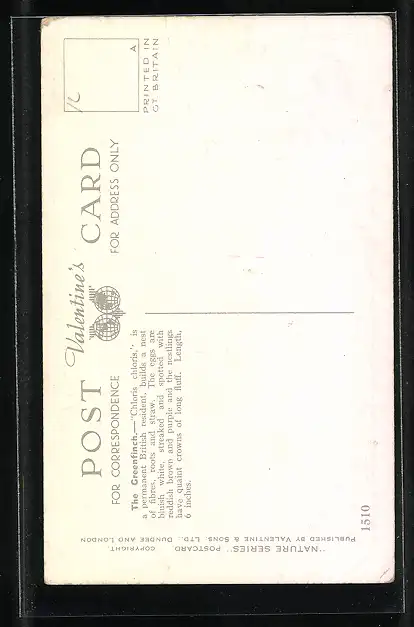 POST Valentine's CARD
FOR CORRESPONDENCE
FOR ADDRESS ONLY
A
PRINTED IN
GT BRITAIN
The Greenfinch.—"Chloris chloris," is
a permanent British resident, builds a nest
of fibres, roots and straw. The eggs are
bluish white, streaked and spotted with
reddish brown and purple and the nestlings
have quaint crowns of long fluff. Length,
6 inches.
"NATURE SERIES" POSTCARD. COPYRIGHT.
PUBLISHED BY VALENTINE & SONS, LTD., DUNDEE AND LONDON
1510